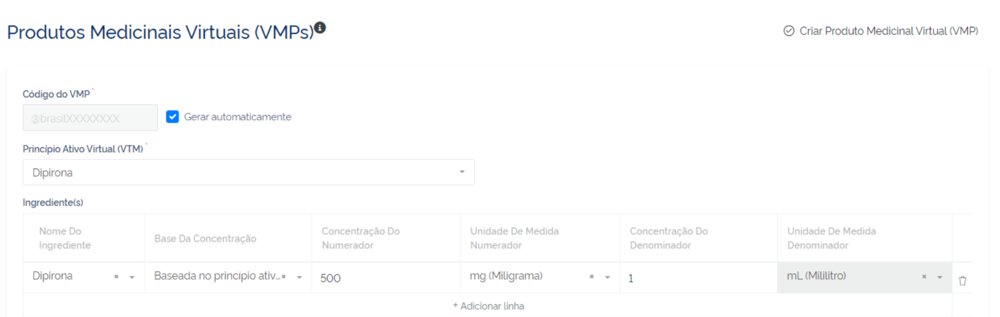 Produtos Medicinais Virtuais (VMPs)
Criar Produto Medicinal Virtual (VMP)
Código do VMP *
@brasilXXXXXXXX
Gerar automaticamente
Princípio Ativo Virtual (VTM) *
Dipirona
Ingrediente(s)
Nome Do Ingrediente
Base Da Concentração
Concentração Do Numerador
Unidade De Medida Numerador
Concentração Do Denominador
Unidade De Medida Denominador
Dipirona
Baseada no princípio ativ...
500
mg (Miligrama)
1
mL (Mililitro)
+ Adicionar linha